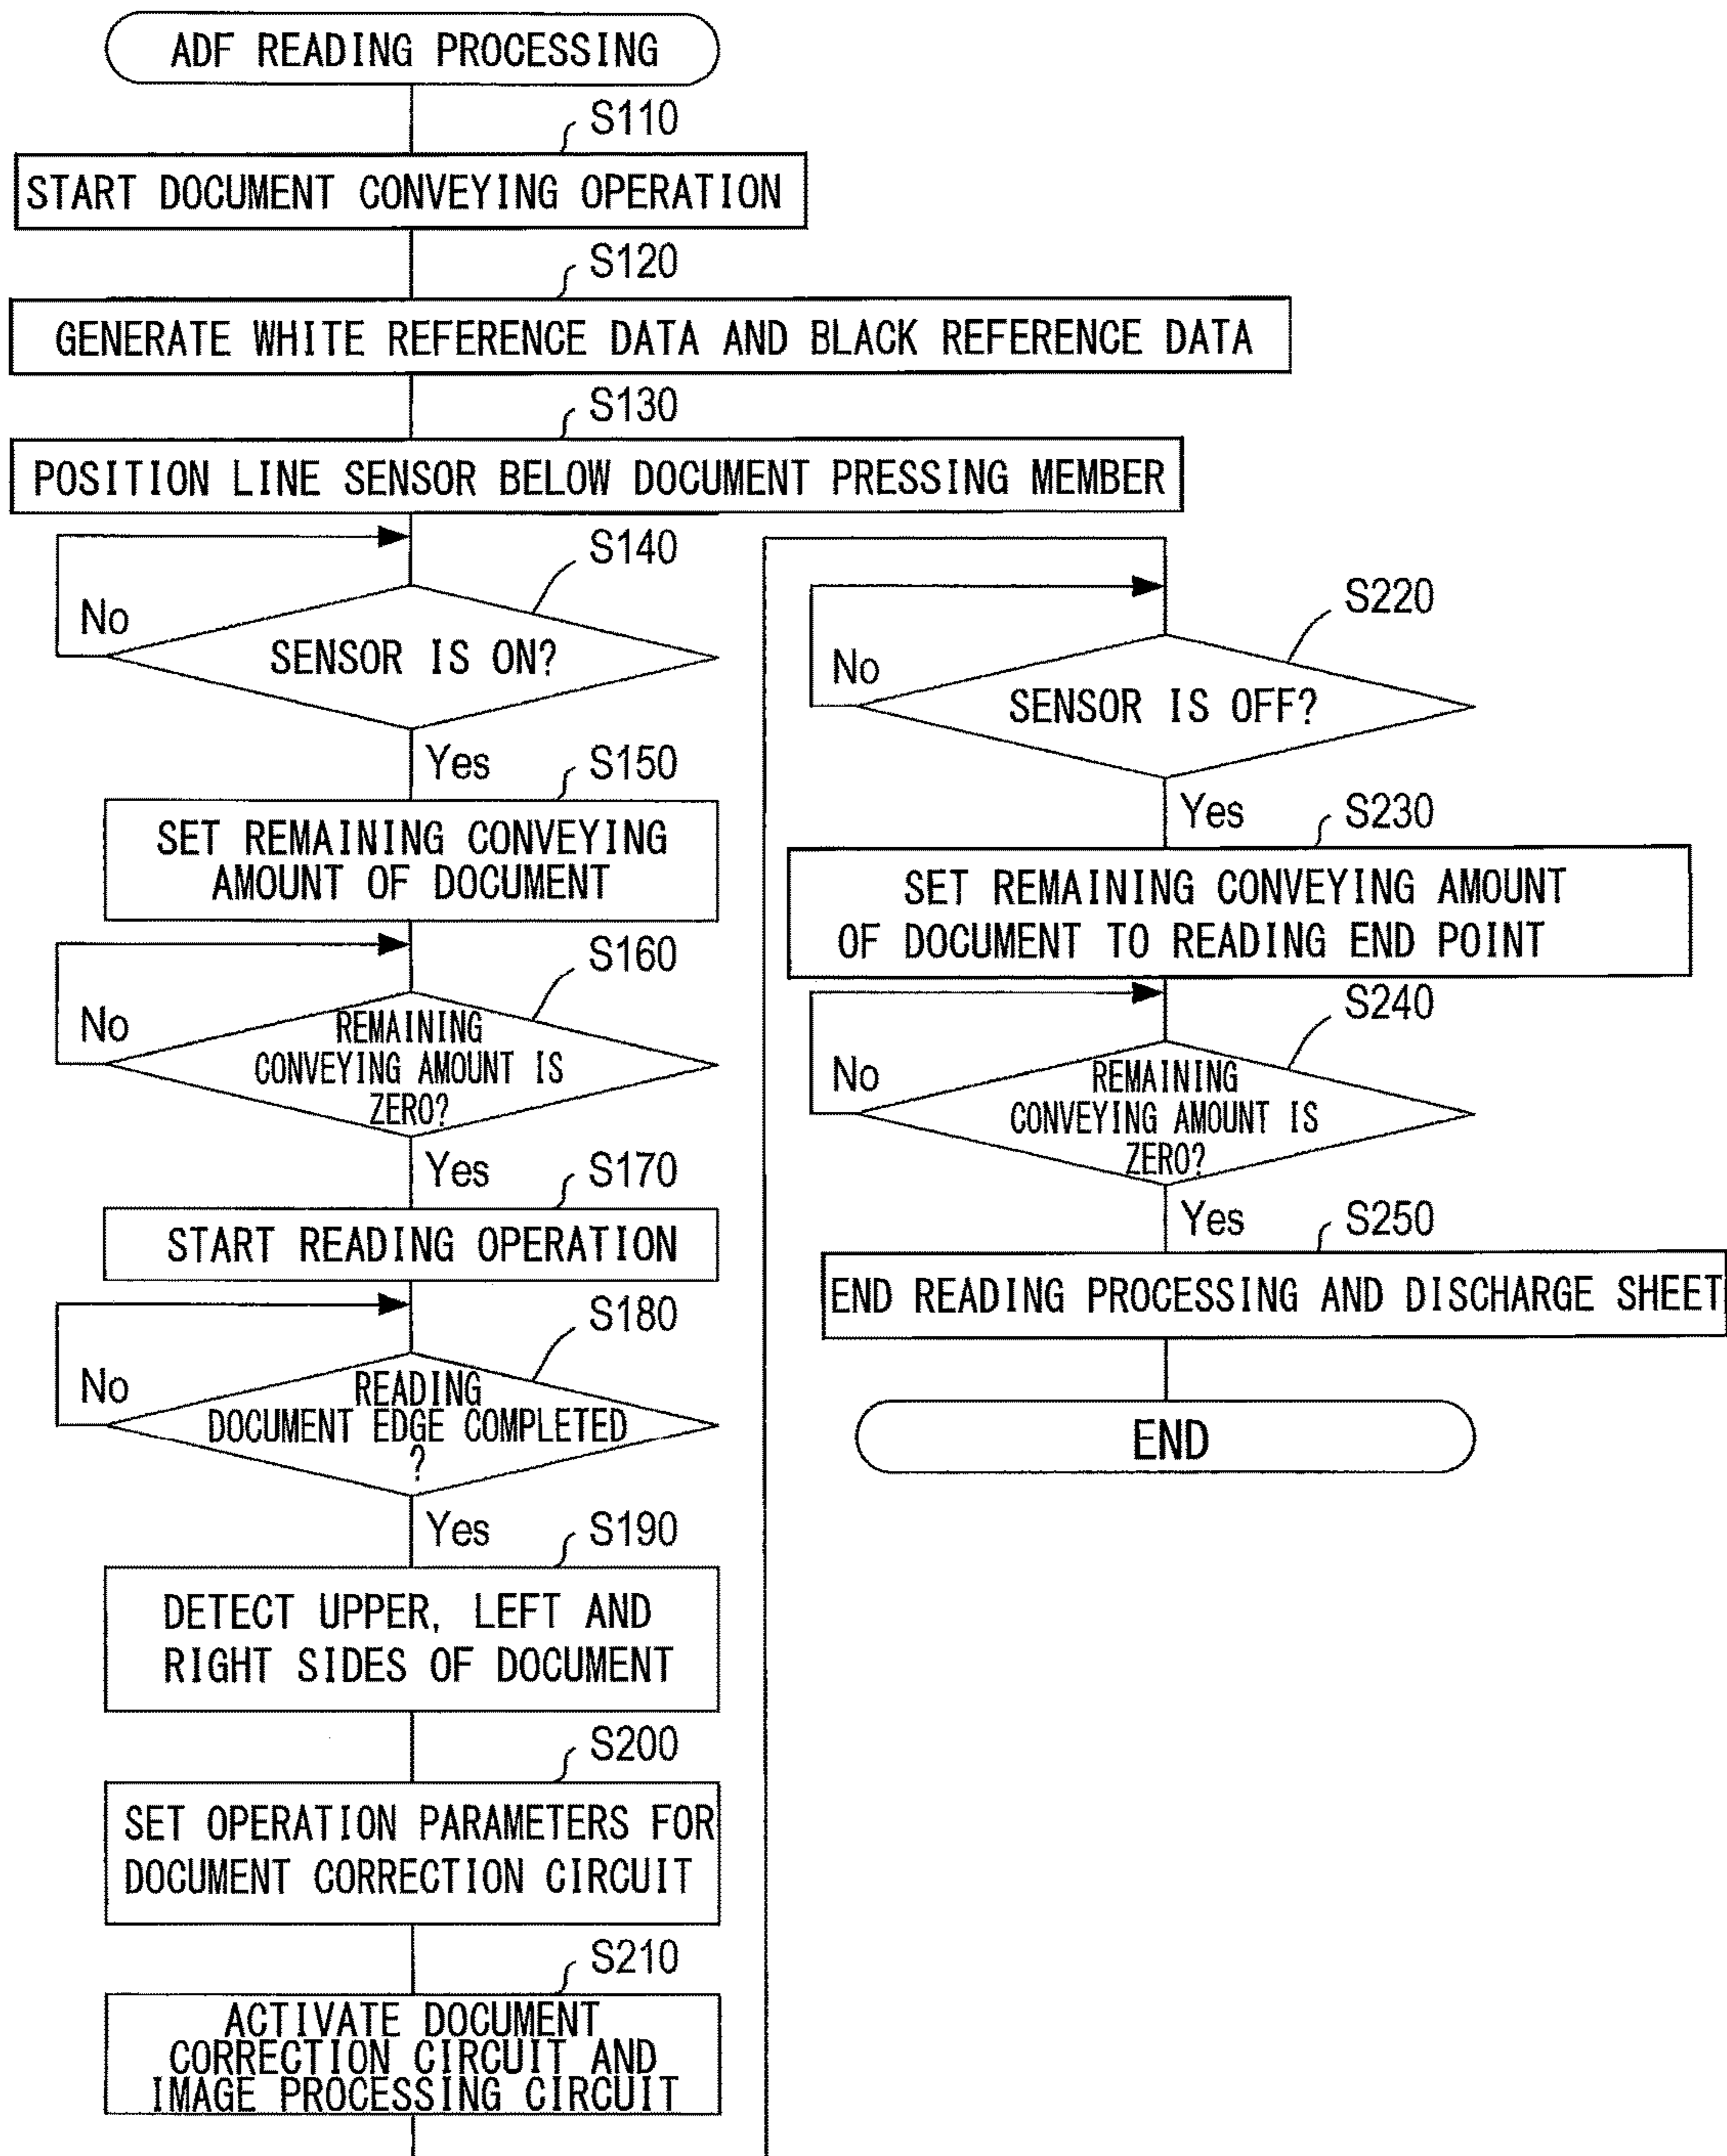 ADF READING PROCESSING
S110
START DOCUMENT CONVEYING OPERATION
S120
GENERATE WHITE REFERENCE DATA AND BLACK REFERENCE DATA
S130
POSITION LINE SENSOR BELOW DOCUMENT PRESSING MEMBER
S140
No
SENSOR IS ON?
Yes
S150
SET REMAINING CONVEYING
AMOUNT OF DOCUMENT
S160
No
REMAINING
CONVEYING AMOUNT IS
ZERO?
Yes
S170
START READING OPERATION
S180
No
READING
DOCUMENT EDGE COMPLETED
?
Yes
S190
DETECT UPPER, LEFT AND
RIGHT SIDES OF DOCUMENT
S200
SET OPERATION PARAMETERS FOR
DOCUMENT CORRECTION CIRCUIT
S210
ACTIVATE DOCUMENT
CORRECTION CIRCUIT AND
IMAGE PROCESSING CIRCUIT
S220
No
SENSOR IS OFF?
Yes
S230
SET REMAINING CONVEYING AMOUNT
OF DOCUMENT TO READING END POINT
S240
No
REMAINING
CONVEYING AMOUNT IS
ZERO?
Yes
S250
END READING PROCESSING AND DISCHARGE SHEET
END